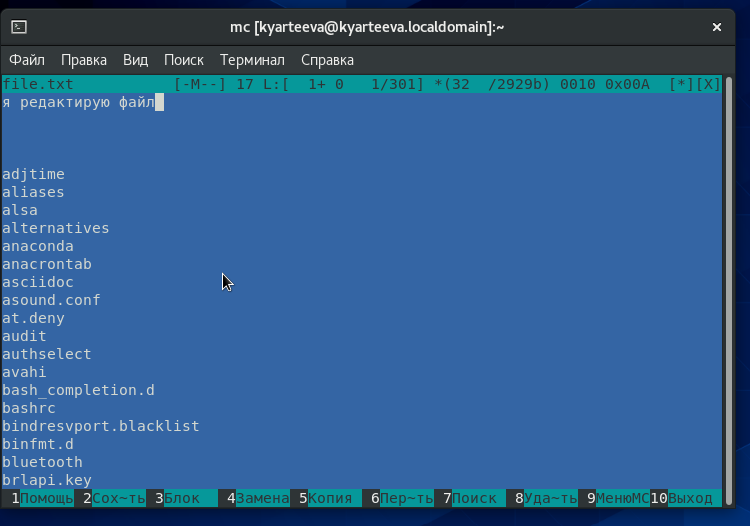 mc [kyarteeva@kyarteeva.localdomain]:~
Файл Правка Вид Поиск Терминал Справка
file.txt [-M--] 17 L:[ 1+ 0 1/301] *(32 /2929b) 0010 0x00A [*][X]
я редактирую файл
adjtime
aliases
alsa
alternatives
anaconda
anacrontab
asciidoc
asound.conf
at.deny
audit
authselect
avahi
bash_completion.d
bashrc
bindresvport.blacklist
binfmt.d
bluetooth
brlapi.key
1Помощь 2Сох~ть 3Блок 4Замена 5Копия 6Пер~ть 7Поиск 8Уда~ть 9МенюMC 10Выход